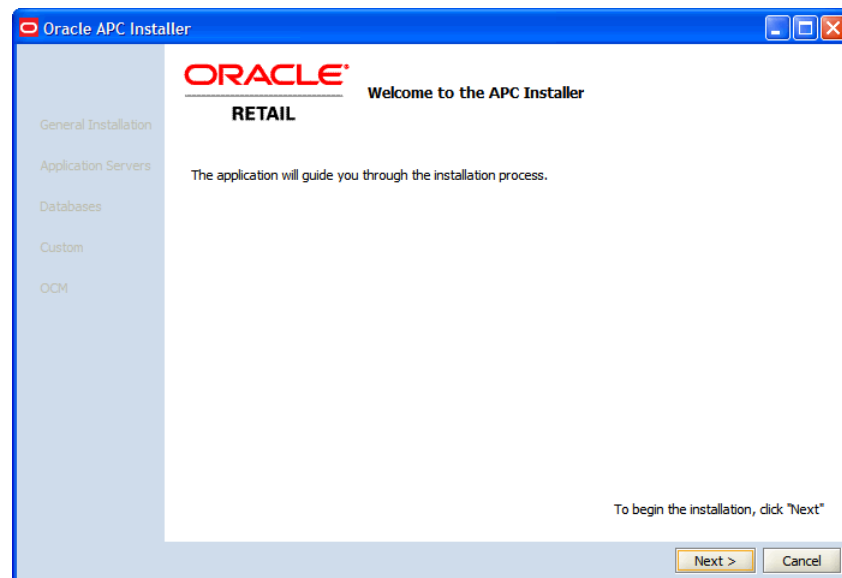 Oracle APC Installer
ORACLE
RETAIL
Welcome to the APC Installer
General Installation
Application Servers
Databases
Custom
OCM
The application will guide you through the installation process.
To begin the installation, click "Next"
Next >
Cancel